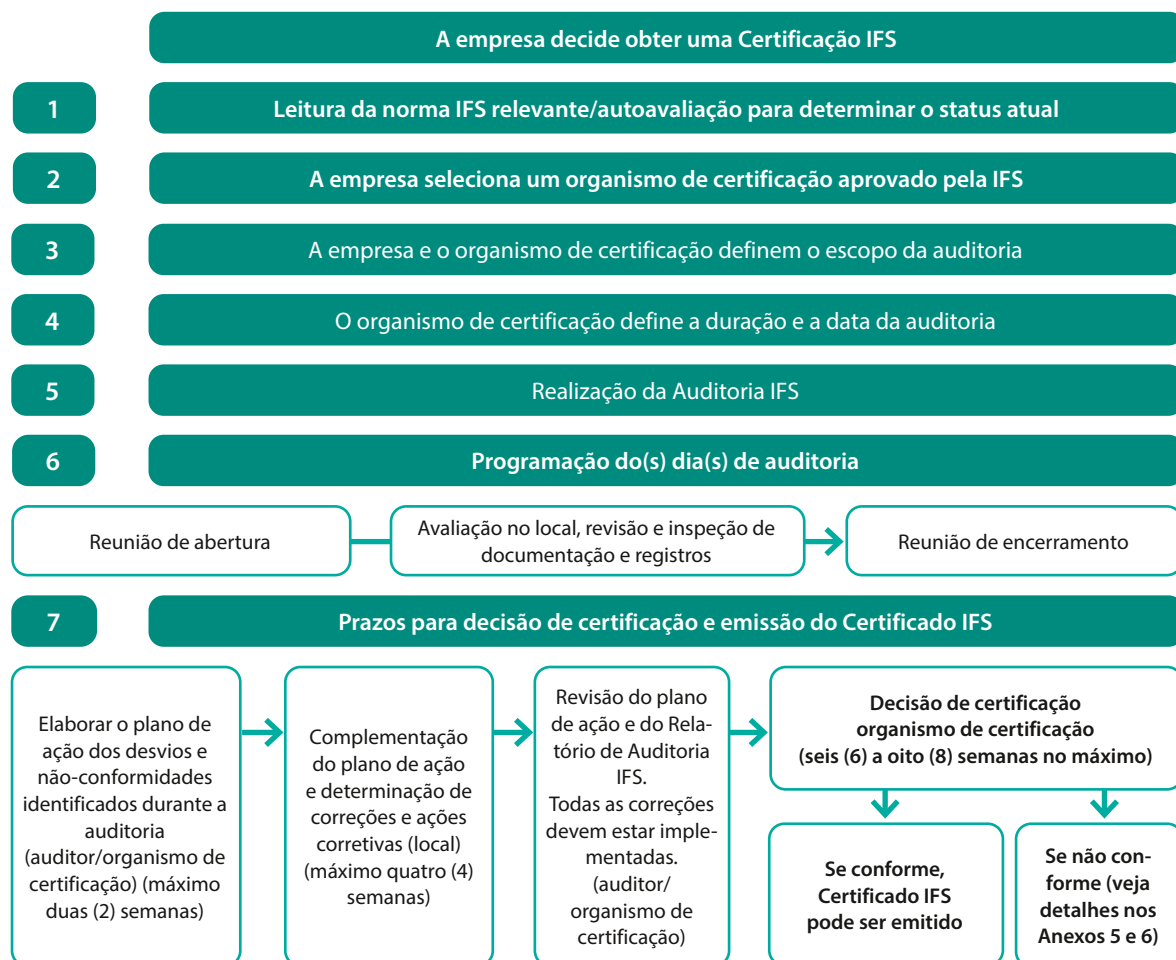 A empresa decide obter uma Certificação IFS
1
Leitura da norma IFS relevante/autoavaliação para determinar o status atual
2
A empresa seleciona um organismo de certificação aprovado pela IFS
3
A empresa e o organismo de certificação definem o escopo da auditoria
4
O organismo de certificação define a duração e a data da auditoria
5
Realização da Auditoria IFS
6
Programação do(s) dia(s) de auditoria
Reunião de abertura
Avaliação no local, revisão e inspeção de
documentação e registros
Reunião de encerramento
7
Prazos para decisão de certificação e emissão do Certificado IFS
Elaborar o plano de
ação dos desvios e
não-conformidades
identificados durante a
auditoria
(auditor/organismo de
certificação) (máximo
duas (2) semanas)
Complementação
do plano de ação
e determinação de
correções e ações
corretivas (local)
(máximo quatro (4)
semanas)
Revisão do plano
de ação e do Rela-
tório de Auditoria
IFS.
Todas as correções
devem estar imple-
mentadas.
(auditor/
organismo de
certificação)
Decisão de certificação
organismo de certificação
(seis (6) a oito (8) semanas no máximo)
Se conforme,
Certificado IFS
pode ser emitido
Se não con-
forme (veja
detalhes nos
Anexos 5 e 6)